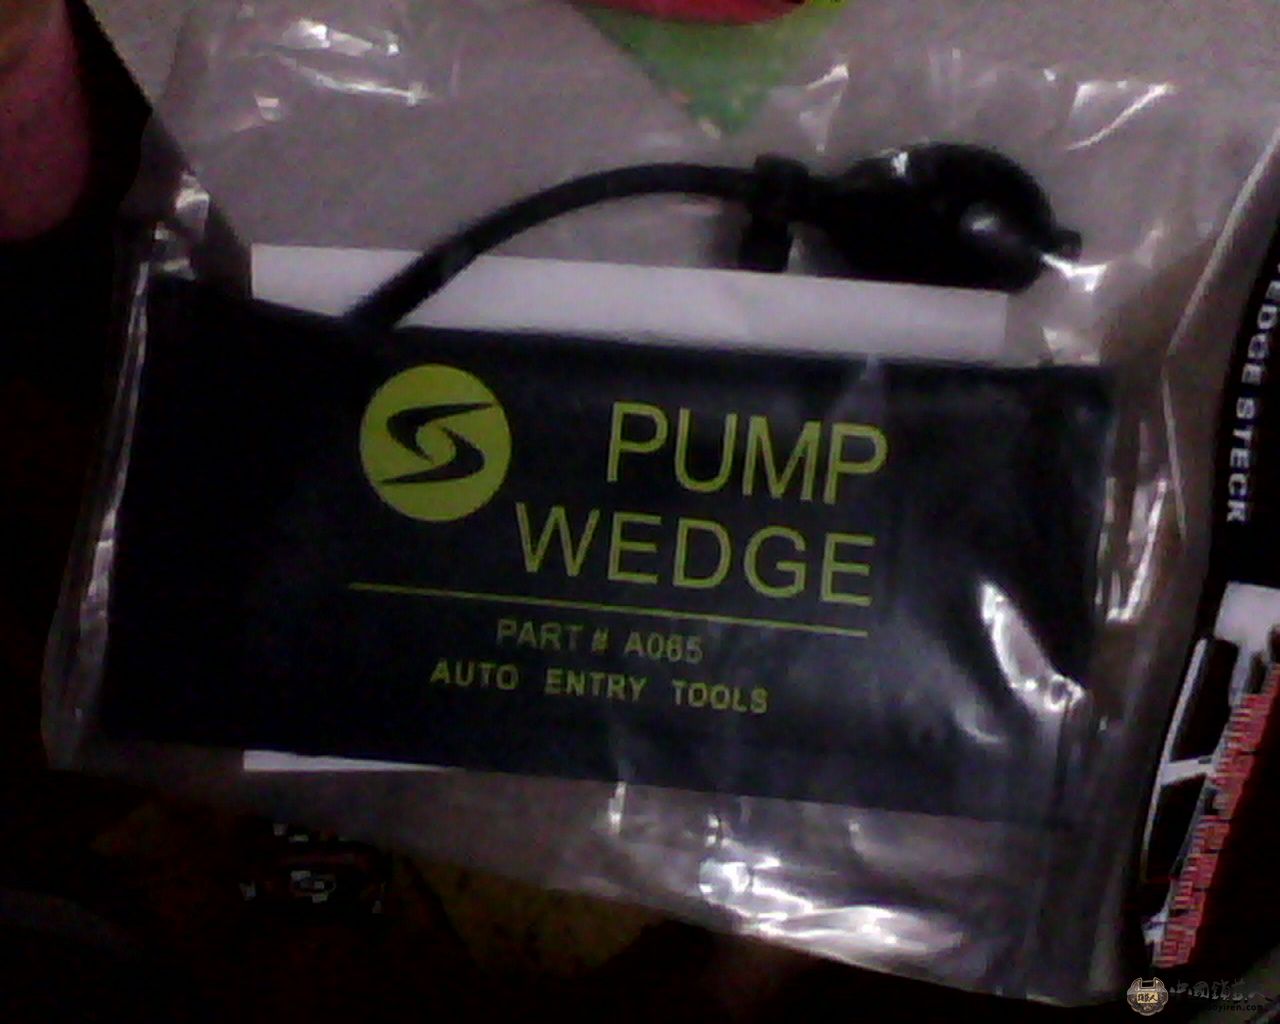 PUMP
WEDGE
PART # A065
AUTO ENTRY TOOLS
EDGE STECK